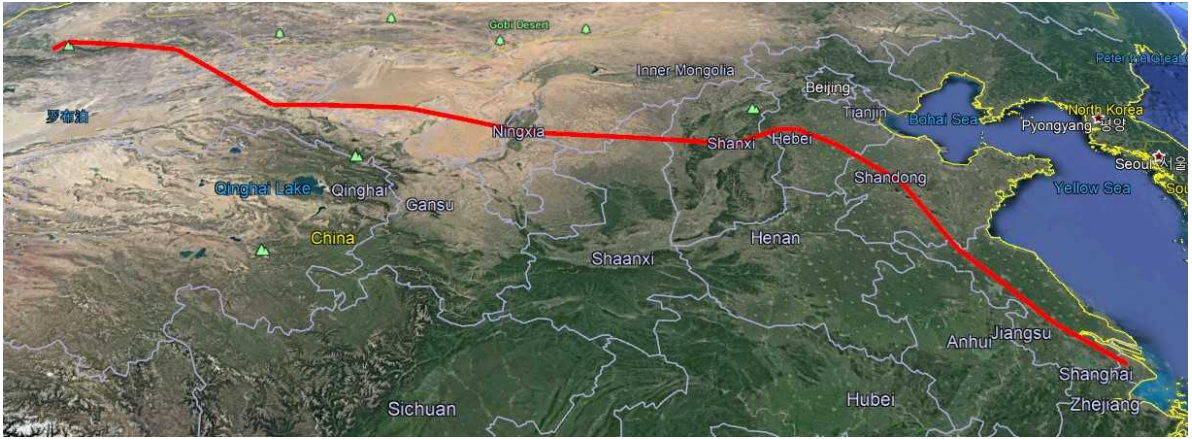 Gobi Desert
Peter the Great
Inner Mongolia
Beijing
Tianjin
North Korea
罗布泊
Bohai Sea
Pyongyang 평양
Ningxia
Shanxi
Hebei
Seoul 서울
Shandong
Qinghai Lake
Qinghai
Yellow Sea
Sou
Gansu
China
Henan
Shaanxi
Jiangsu
Anhui
Shanghai
Sichuan
Hubei
Zhejiang